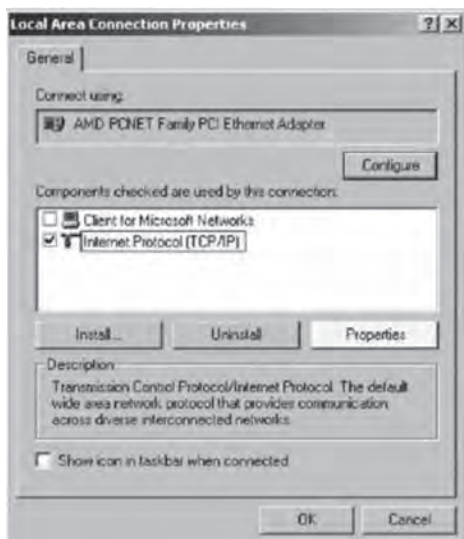 Local Area Connection Properties
General
Connect using:
AMD PCNET Family PCI Ethernet Adapter
Configure
Components checked are used by this connection:
Client for Microsoft Networks
Internet Protocol (TCP/IP)
Install... Uninstall Properties
Description
Transmission Control Protocol/Internet Protocol. The default
wide area network protocol that provides communication
across diverse interconnected networks.
Show icon in taskbar when connected
OK Cancel